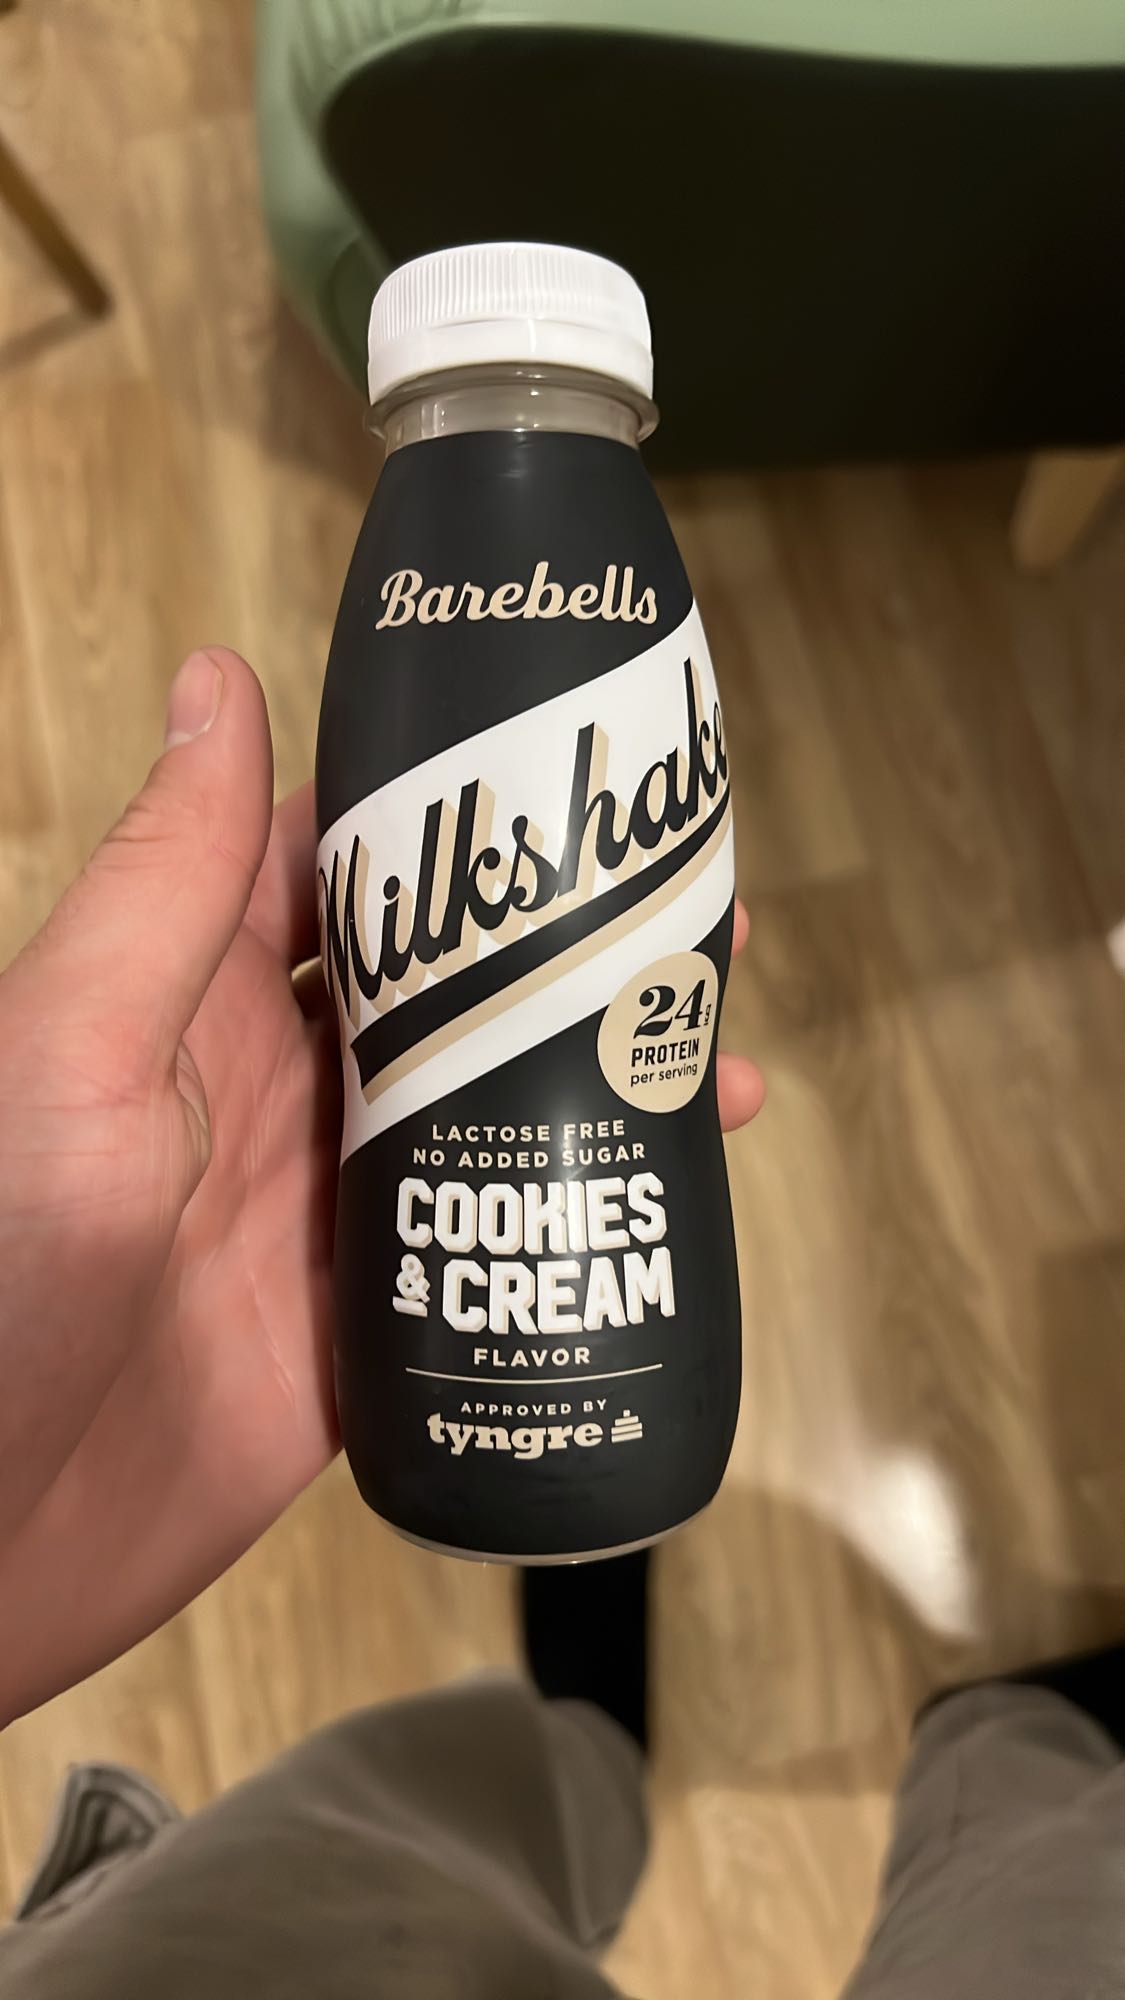 Barebells
Milkshake
24g
PROTEIN
per serving
LACTOSE FREE
NO ADDED SUGAR
COOKIES
& CREAM
FLAVOR
APPROVED BY
tyngre